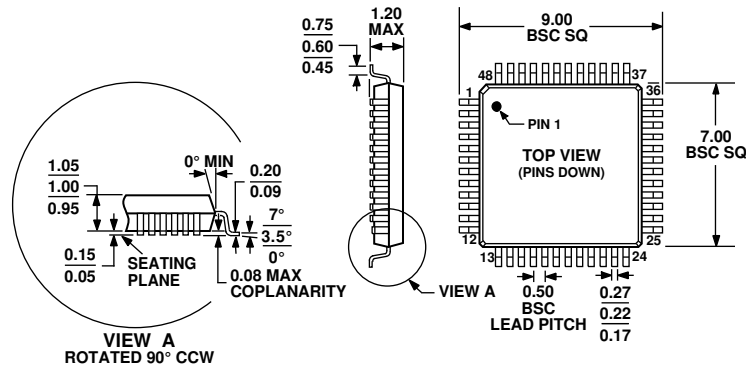 0.75
0.60
0.45
1.20
MAX
9.00
BSC SQ
48
37
1
36
PIN 1
TOP VIEW
(PINS DOWN)
7.00
BSC SQ
12
25
13
24
0.50
BSC
LEAD PITCH
0.27
0.22
0.17
VIEW A
1.05
1.00
0.95
0° MIN
0.20
0.09
7°
3.5°
0°
0.15
0.05
SEATING
PLANE
0.08 MAX
COPLANARITY
VIEW A
ROTATED 90° CCW